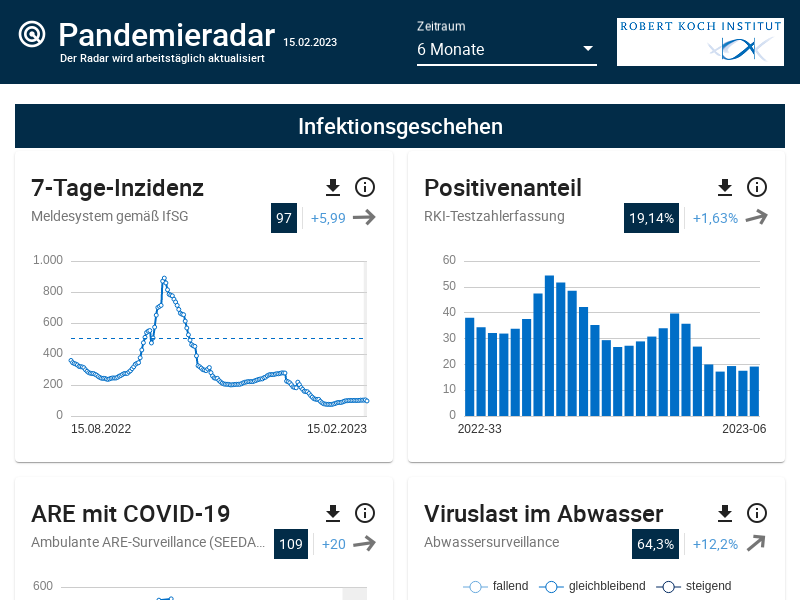 Pandemieradar 15.02.2023
Der Radar wird arbeitstäglich aktualisiert
Zeitraum
6 Monate
ROBERT KOCH INSTITUT
Infektionsgeschehen
7-Tage-Inzidenz
Meldesystem gemäß IfSG
97
+5,99
1.000
800
600
400
200
0
15.08.2022
15.02.2023
Positivenanteil
RKI-Testzahlerfassung
19,14%
+1,63%
60
50
40
30
20
10
0
2022-33
2023-06
ARE mit COVID-19
Ambulante ARE-Surveillance (SEEDA...
109
+20
600
Viruslast im Abwasser
Abwassersurveillance
64,3%
+12,2%
fallend
gleichbleibend
steigend